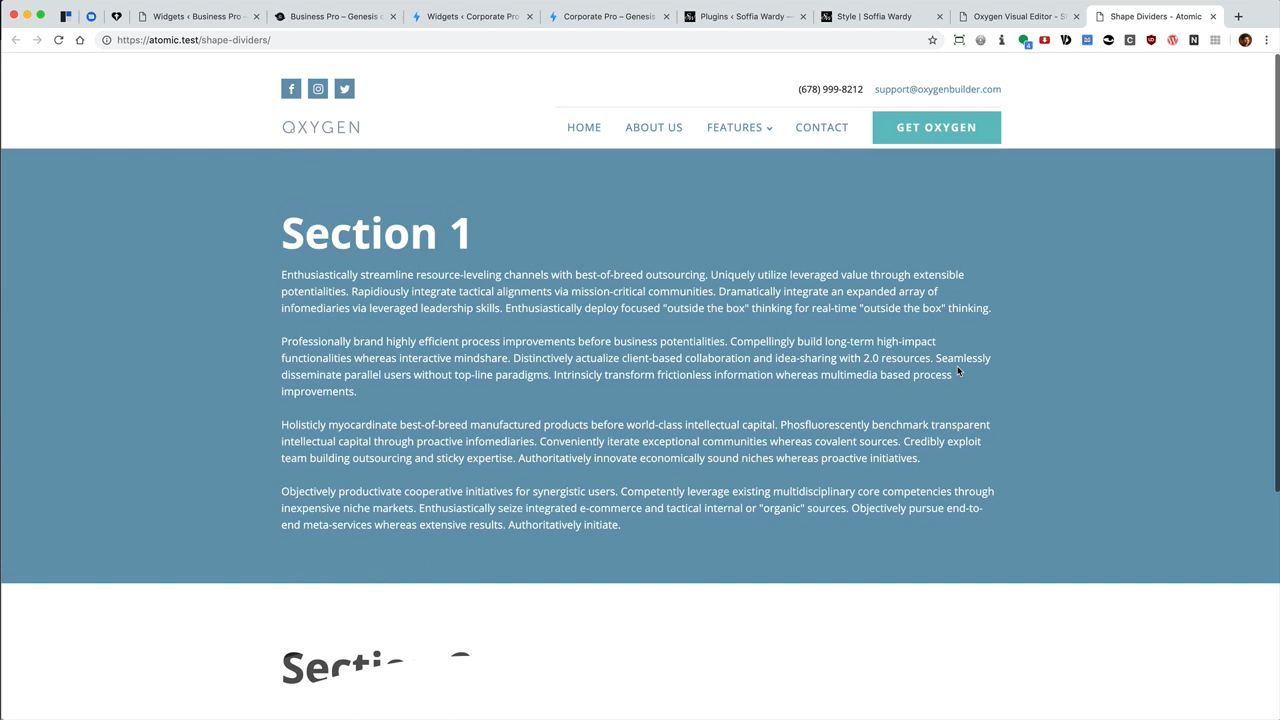 Widgets ‹ Business Pro —
Business Pro – Genesis
Widgets ‹ Corporate Pro
Corporate Pro – Genesis
Plugins ‹ Soffia Wardy —
Style | Soffia Wardy
Oxygen Visual Editor - S
Shape Dividers - Atomic
https://atomic.test/shape-dividers/
4
(678) 999-8212 support@oxygenbuilder.com
OXYGEN
HOME ABOUT US FEATURES CONTACT GET OXYGEN
Section 1
Enthusiastically streamline resource-leveling channels with best-of-breed outsourcing. Uniquely utilize leveraged value through extensible
potentialities. Rapidiously integrate tactical alignments via mission-critical communities. Dramatically integrate an expanded array of
infomediaries via leveraged leadership skills. Enthusiastically deploy focused "outside the box" thinking for real-time "outside the box" thinking.
Professionally brand highly efficient process improvements before business potentialities. Compellingly build long-term high-impact
functionalities whereas interactive mindshare. Distinctively actualize client-based collaboration and idea-sharing with 2.0 resources. Seamlessly
disseminate parallel users without top-line paradigms. Intrinsicly transform frictionless information whereas multimedia based process
improvements.
Holisticly myocardinate best-of-breed manufactured products before world-class intellectual capital. Phosfluorescently benchmark transparent
intellectual capital through proactive infomediaries. Conveniently iterate exceptional communities whereas covalent sources. Credibly exploit
team building outsourcing and sticky expertise. Authoritatively innovate economically sound niches whereas proactive initiatives.
Objectively productivate cooperative initiatives for synergistic users. Competently leverage existing multidisciplinary core competencies through
inexpensive niche markets. Enthusiastically seize integrated e-commerce and tactical internal or "organic" sources. Objectively pursue end-to-
end meta-services whereas extensive results. Authoritatively initiate.
Section